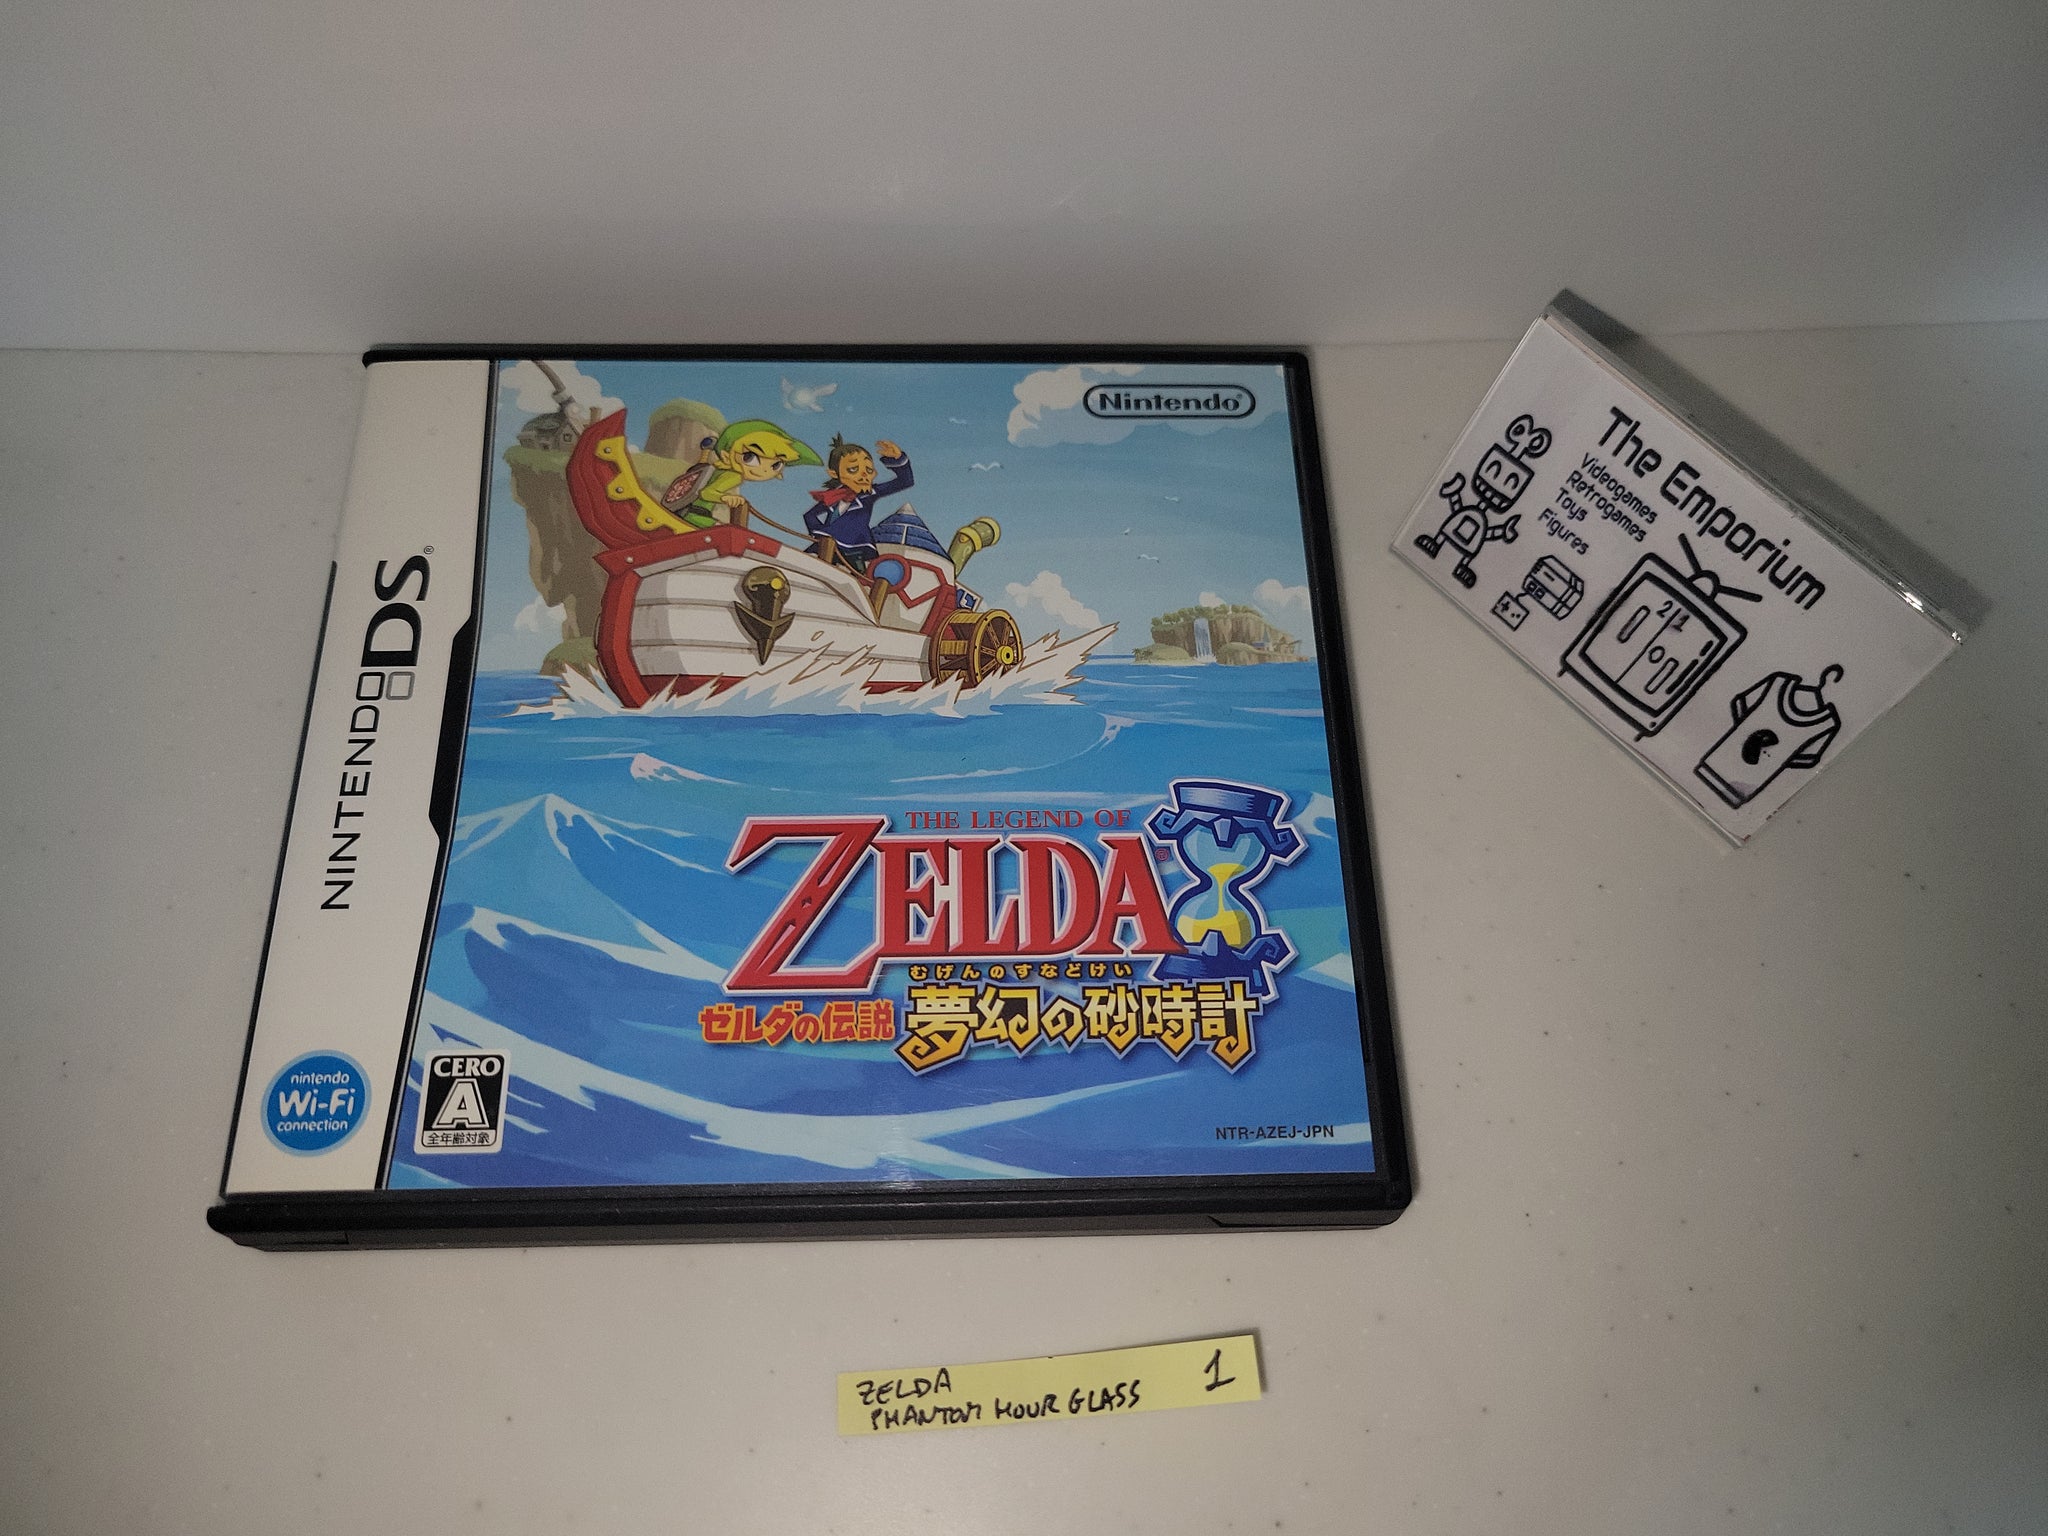 NINTENDO DS®
Nintendo®
THE LEGEND OF
ZELDA®
むげんのすなどけい
ゼルダの伝説 夢幻の砂時計
nintendo
Wi-Fi
connection
CERO
A
全年齢対象
NTR-AZEJ-JPN
The Emporium
Videogames
Retrogames
Toys
Figures
2 1
ZELDA
PHANTOM HOUR GLASS
1